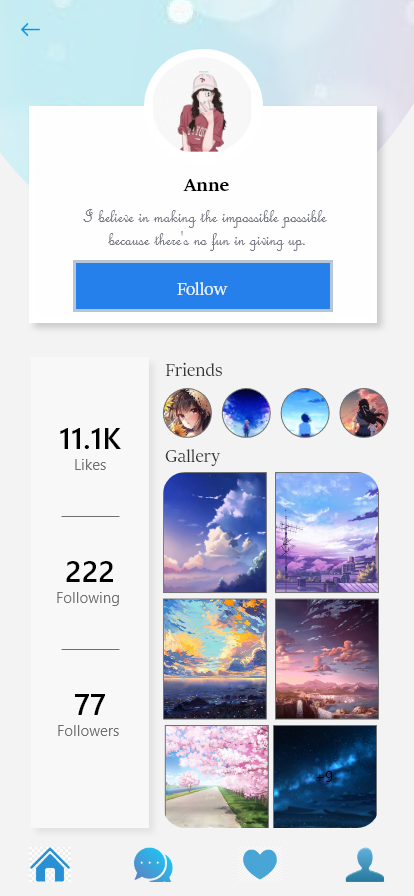 Anne
I believe in making the impossible possible
because there's no fun in giving up.
Follow
11.1K
Likes
222
Following
77
Followers
Friends
Gallery
+9